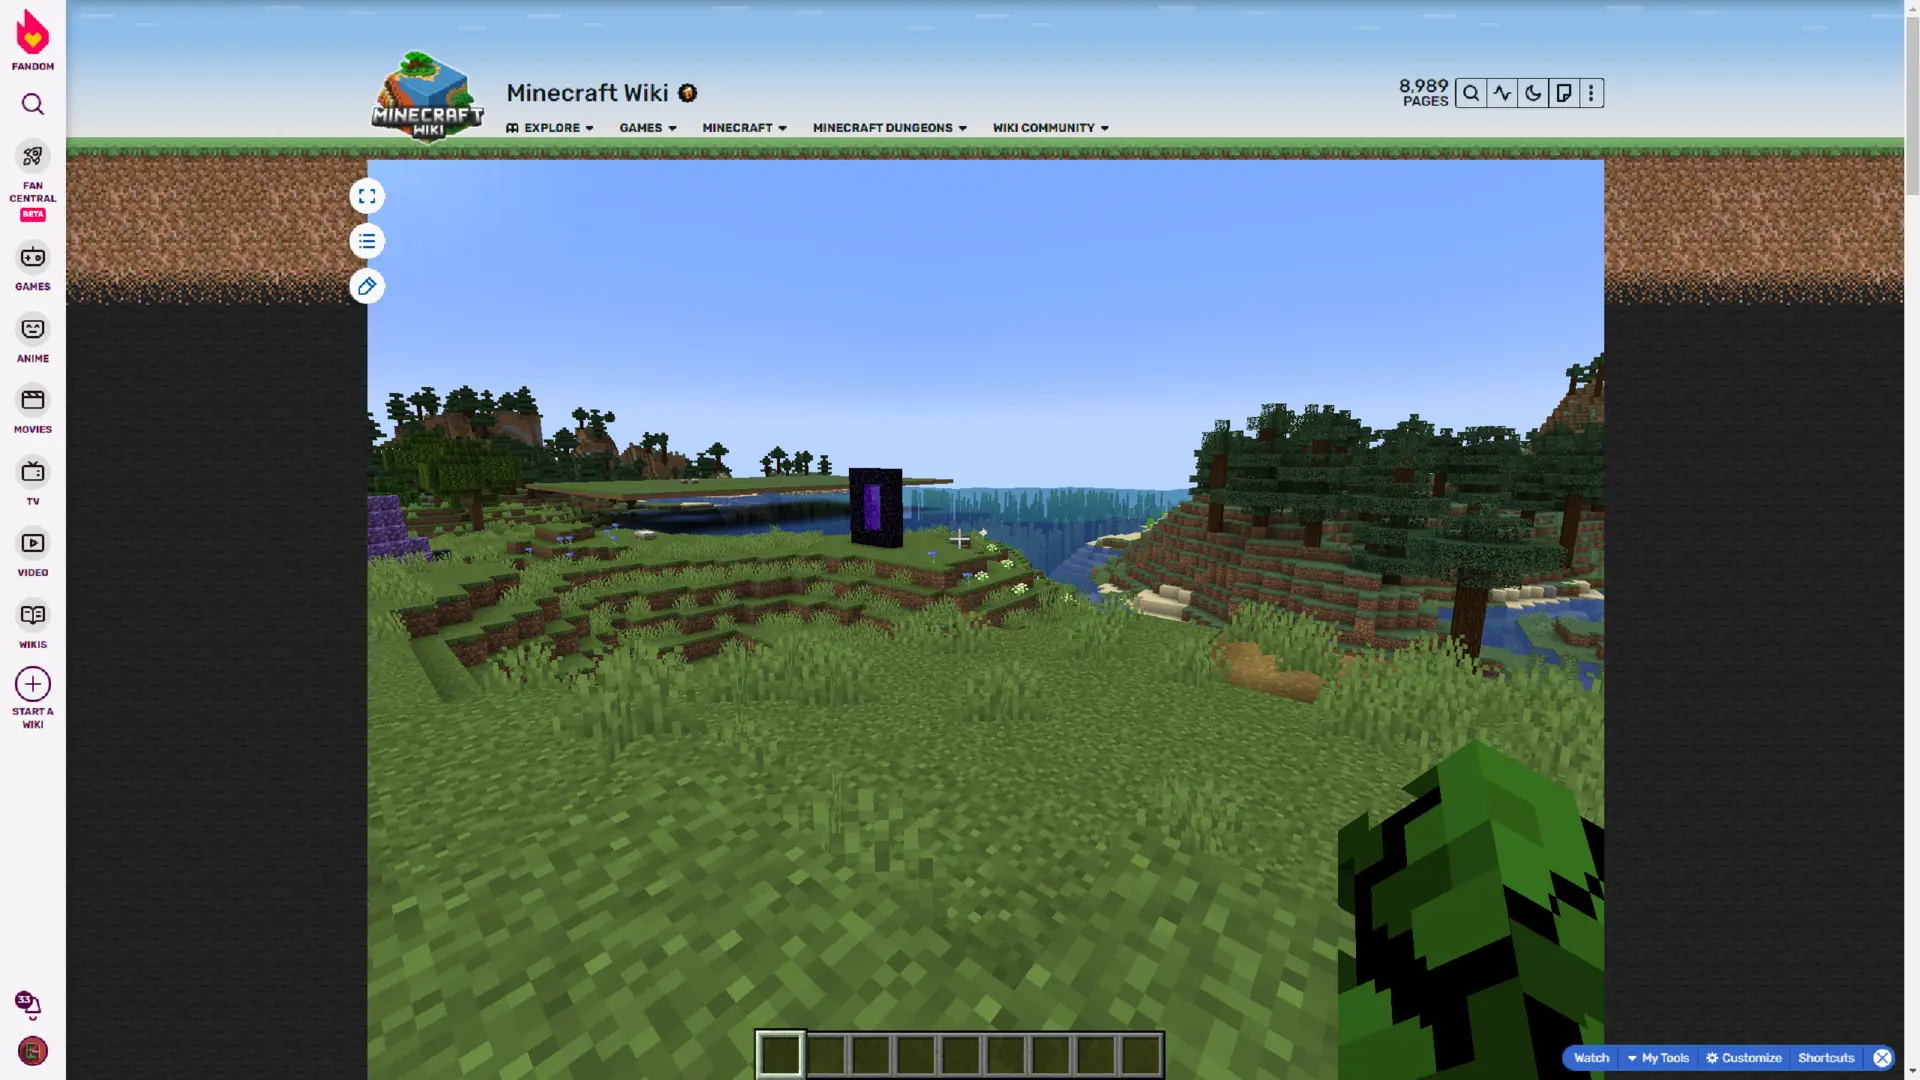 FANDOM
FAN
CENTRAL
BETA
GAMES
ANIME
MOVIES
TV
VIDEO
WIKIS
START A
WIKI
33
MINECRAFT
WIKI
Minecraft Wiki
EXPLORE
GAMES
MINECRAFT
MINECRAFT DUNGEONS
WIKI COMMUNITY
8,989
PAGES
Watch
My Tools
Customize
Shortcuts